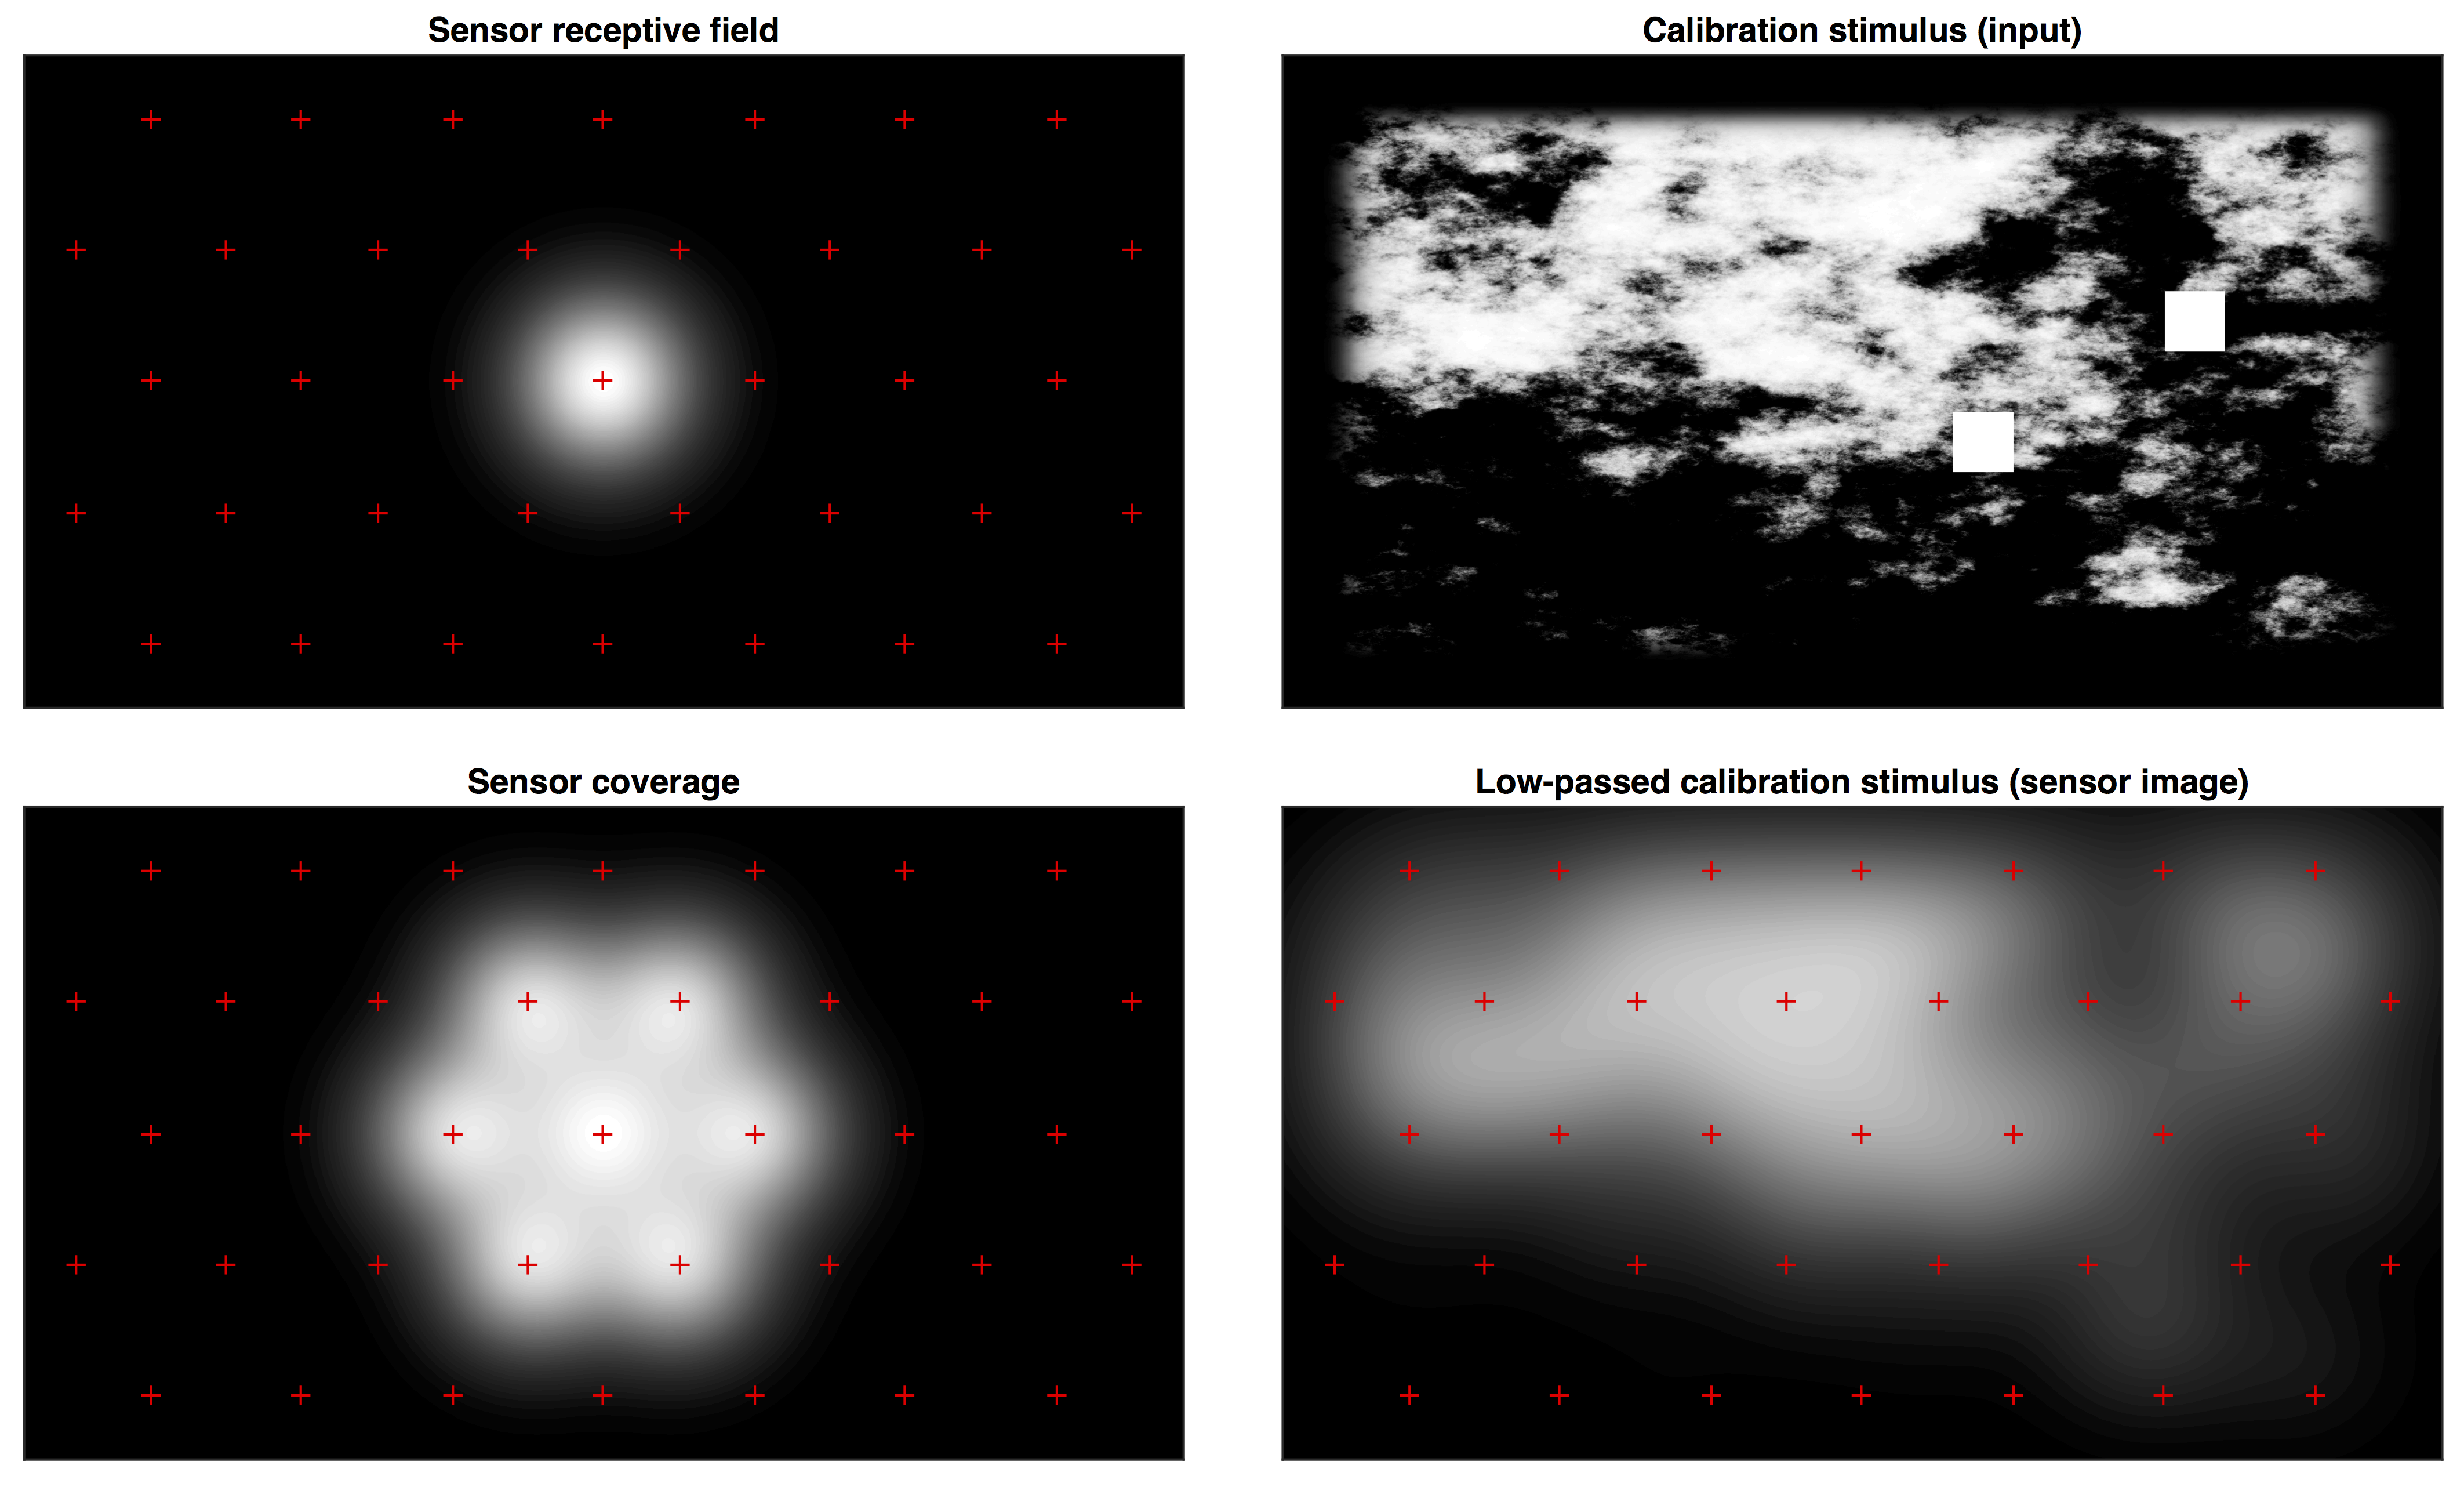 Sensor receptive field
Calibration stimulus (input)
Sensor coverage
Low-passed calibration stimulus (sensor image)